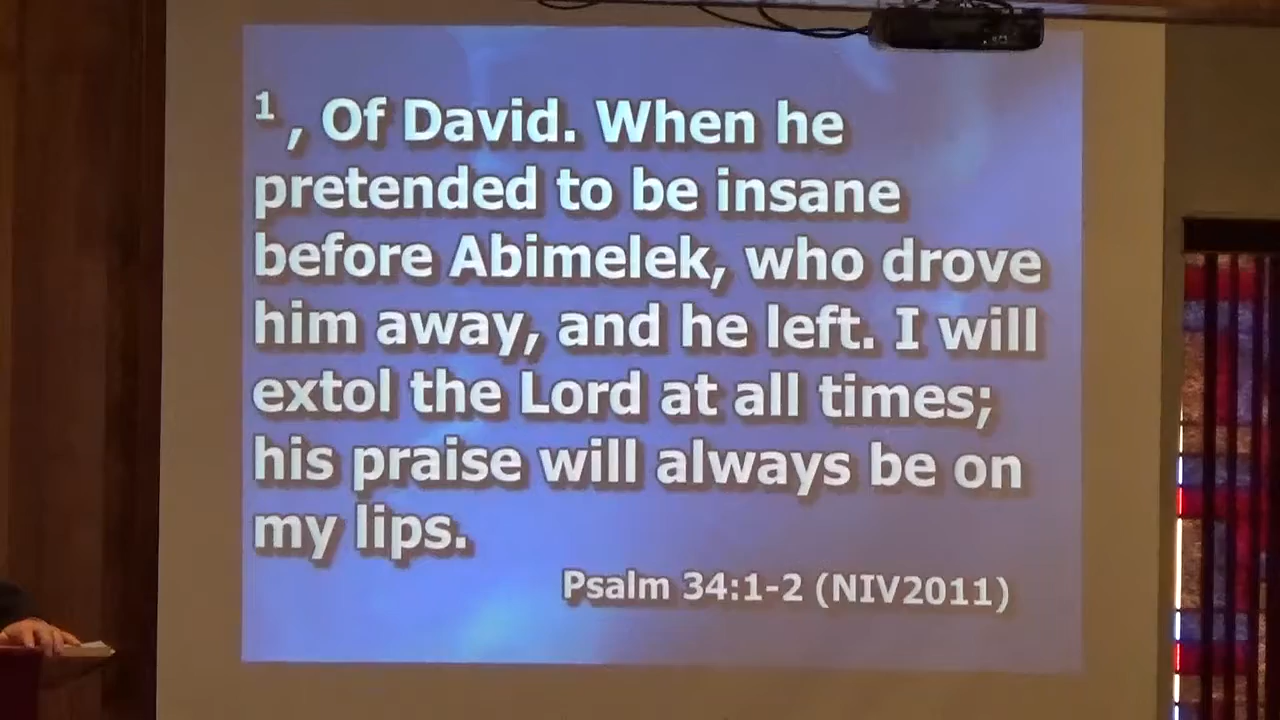 1 , Of David. When he
pretended to be insane
before Abimelek, who drove
him away, and he left. I will
extol the Lord at all times;
his praise will always be on
my lips.
Psalm 34:1-2 (NIV2011)